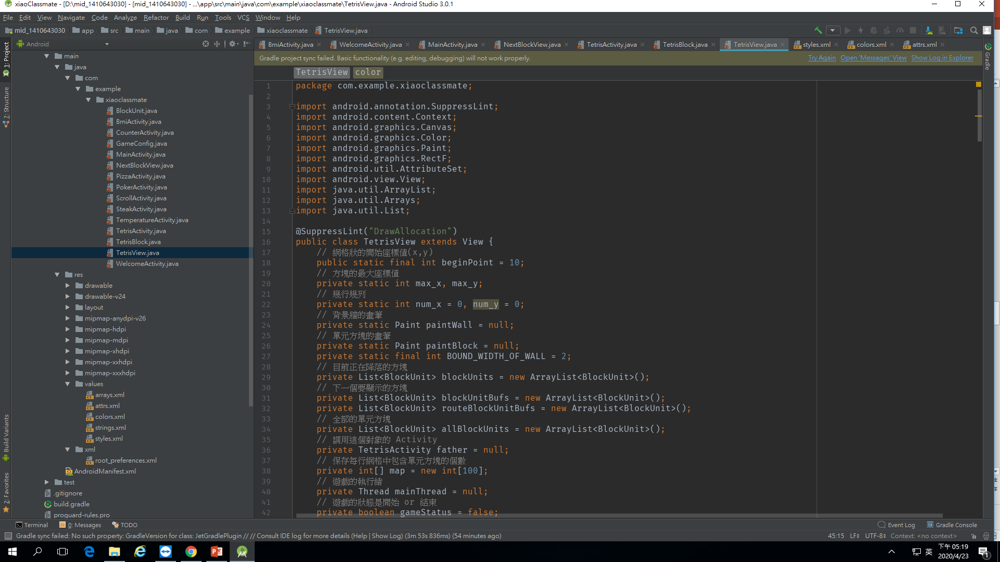 xiaoClassmate - [D:\mid_1410643030] - [mid_1410643030] - ...\app\src\main\java\com\example\xiaoclassmate\TetrisView.java - Android Studio 3.0.1
File Edit View Navigate Code Analyze Refactor Build Run Tools VCS Window Help
mid_1410643030 app src main java com example xiaoclassmate TetrisView.java
Android
BmiActivity.java WelcomeActivity.java MainActivity.java NextBlockView.java TetrisActivity.java TetrisBlock.java TetrisView.java styles.xml colors.xml attrs.xml
Gradle project sync failed. Basic functionality (e.g. editing, debugging) will not work properly. Try Again Open 'Messages' View Show Log in Explorer
1: Project
7: Structure
Build Variants
2: Favorites
Gradle
main
java
com
example
xiaoclassmate
BlockUnit.java
BmiActivity.java
CounterActivity.java
GameConfig.java
MainActivity.java
NextBlockView.java
PizzaActivity.java
PokerActivity.java
ScrollActivity.java
SteakActivity.java
TemperatureActivity.java
TetrisActivity.java
TetrisBlock.java
TetrisView.java
WelcomeActivity.java
res
drawable
drawable-v24
layout
mipmap-anydpi-v26
mipmap-hdpi
mipmap-mdpi
mipmap-xhdpi
mipmap-xxhdpi
mipmap-xxxhdpi
values
arrays.xml
attrs.xml
colors.xml
strings.xml
styles.xml
xml
root_preferences.xml
AndroidManifest.xml
test
.gitignore
build.gradle
proguard-rules.pro
TetrisView color
1 package com.example.xiaoclassmate;
2
3 import android.annotation.SuppressLint;
4 import android.content.Context;
5 import android.graphics.Canvas;
6 import android.graphics.Color;
7 import android.graphics.Paint;
8 import android.graphics.RectF;
9 import android.util.AttributeSet;
10 import android.view.View;
11 import java.util.ArrayList;
12 import java.util.Arrays;
13 import java.util.List;
14
15 @SuppressLint("DrawAllocation")
16 public class TetrisView extends View {
17 // 網格狀的開始座標值(x,y)
18 public static final int beginPoint = 10;
19 // 方塊的最大座標值
20 private static int max_x, max_y;
21 // 幾行幾列
22 private static int num_x = 0, num_y = 0;
23 // 背景牆的畫筆
24 private static Paint paintWall = null;
25 // 單元方塊的畫筆
26 private static Paint paintBlock = null;
27 private static final int BOUND_WIDTH_OF_WALL = 2;
28 // 目前正在降落的方塊
29 private List<BlockUnit> blockUnits = new ArrayList<BlockUnit>();
30 // 下一個要顯示的方塊
31 private List<BlockUnit> blockUnitBufs = new ArrayList<BlockUnit>();
32 private List<BlockUnit> routeBlockUnitBufs = new ArrayList<BlockUnit>();
33 // 全部的單元方塊
34 private List<BlockUnit> allBlockUnits = new ArrayList<BlockUnit>();
35 // 調用這個對象的 Activity
36 private TetrisActivity father = null;
37 // 保存每行網格中包含單元方塊的個數
38 private int[] map = new int[100];
39 // 遊戲的執行緒
40 private Thread mainThread = null;
41 // 遊戲的狀態是開始 or 結束
42 private boolean gameStatus = false;
Terminal 0: Messages TODO Event Log Gradle Console
Gradle sync failed: No such property: GradleVersion for class: JetGradlePlugin // // Consult IDE log for more details (Help | Show Log) (3m 53s 836ms) (54 minutes ago) 45:15 LF UTF-8 Context: <no context>
英 下午 05:19
2020/4/23
1